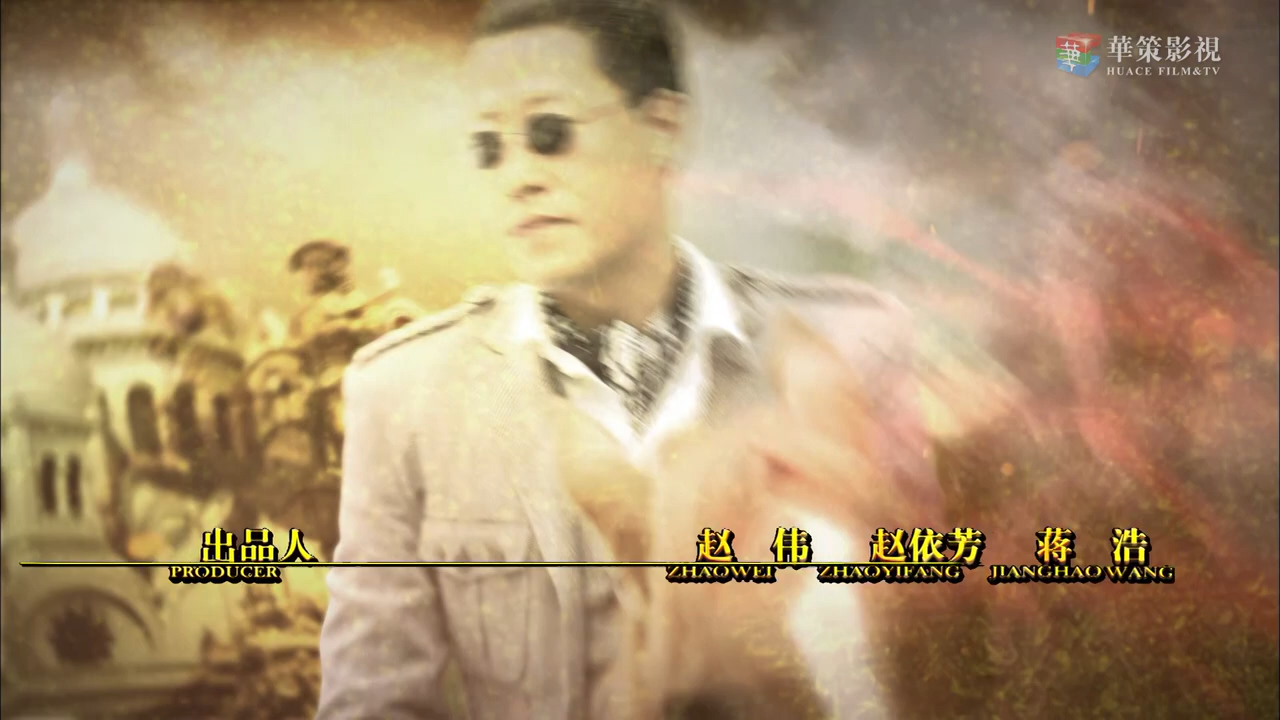 華策影視
HUACE FILM&TV
出品人 赵 伟 赵依芳 蒋 浩
PRODUCER ZHAOWEI ZHAOYIFANG JIANGHAO WANG